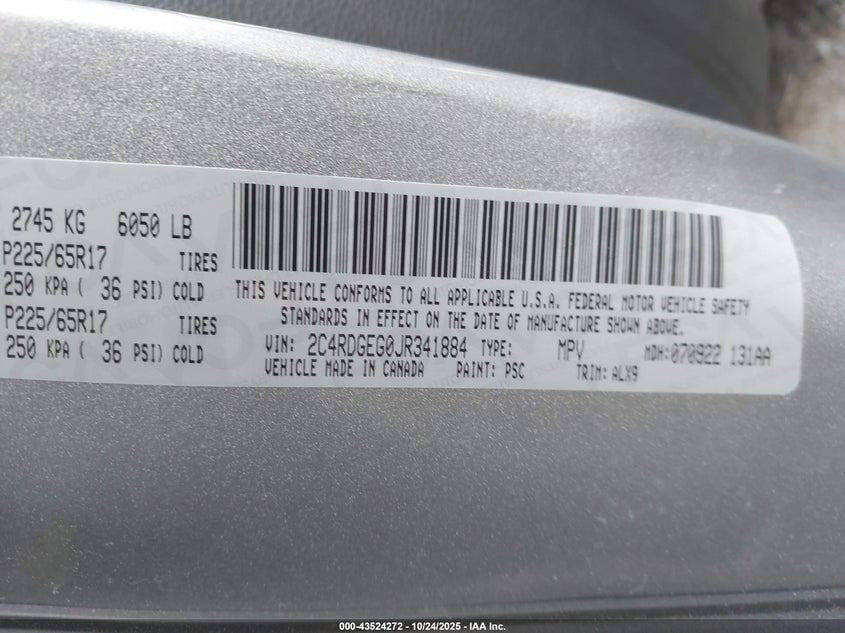 2745 KG 6050 LB
P225/65R17 TIRES
250 KPA ( 36 PSI) COLD
P225/65R17 TIRES
250 KPA ( 36 PSI) COLD
THIS VEHICLE CONFORMS TO ALL APPLICABLE U.S.A. FEDERAL MOTOR VEHICLE SAFETY
STANDARDS IN EFFECT ON THE DATE OF MANUFACTURE SHOWN ABOVE.
VIN: 2C4RDGEG0JR341884 TYPE: MPV MDH:070922 131AA
VEHICLE MADE IN CANADA PAINT: PSC TRIM: ALX9
000-43524272 - 10/24/2025 - IAA Inc.